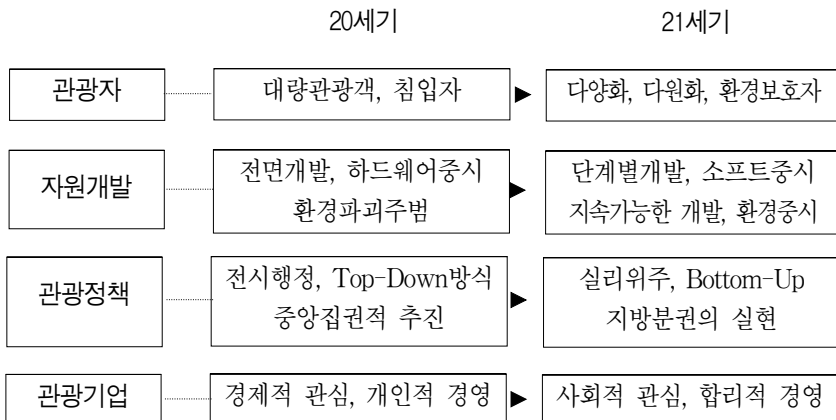 20세기 21세기
관광자 대량관광객, 침입자 다양화, 다원화, 환경보호자
자원개발
전면개발, 하드웨어중시
환경파괴주범
단계별개발, 소프트중시
지속가능한 개발, 환경중시
관광정책
전시행정, Top-Down방식
중앙집권적 추진
실리위주, Bottom-Up
지방분권의 실현
관광기업 경제적 관심, 개인적 경영 사회적 관심, 합리적 경영